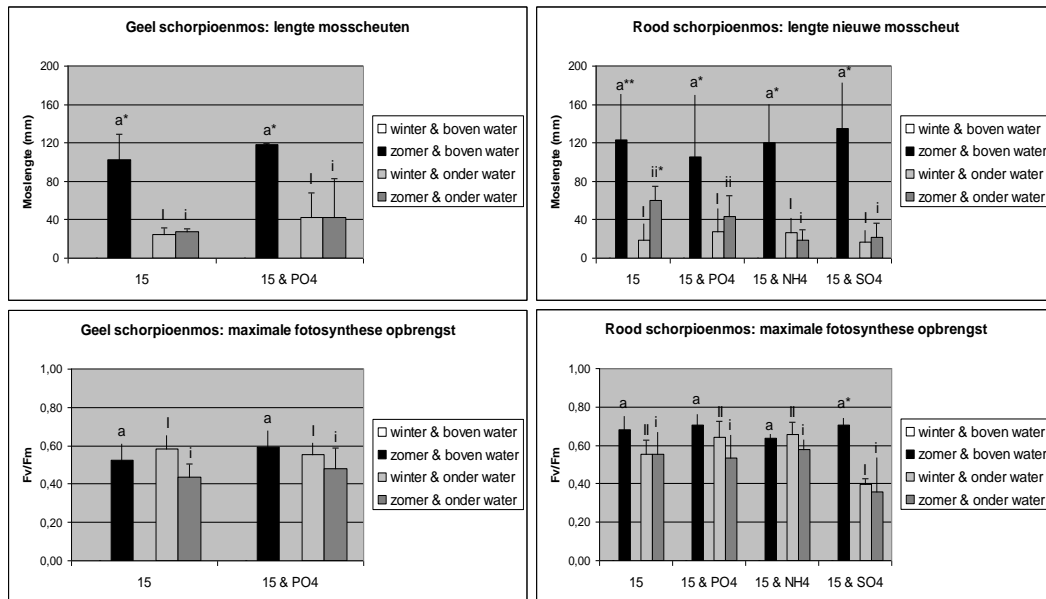 Geel schorpioenmos: lengte mosscheuten
Moslengte (mm)
200
160
120
80
40
0
a*
I
i
a*
I
i
15
15 & PO4
winter & boven water
zomer & boven water
winter & onder water
zomer & onder water
Rood schorpioenmos: lengte nieuwe mosscheut
Moslengte (mm)
200
160
120
80
40
0
a**
I
ii*
a*
I
ii
a*
I
i
a*
I
i
15
15 & PO4
15 & NH4
15 & SO4
winte & boven water
zomer & boven water
winter & onder water
zomer & onder water
Geel schorpioenmos: maximale fotosynthese opbrengst
Fv/Fm
1,00
0,80
0,60
0,40
0,20
0,00
a
I
i
a
I
i
15
15 & PO4
winter & boven water
zomer & boven water
winter & onder water
zomer & onder water
Rood schorpioenmos: maximale fotosynthese opbrengst
Fv/Fm
1,00
0,80
0,60
0,40
0,20
0,00
a
II
i
a
II
i
a
II
i
a*
I
i
15
15 & PO4
15 & NH4
15 & SO4
winter & boven water
zomer & boven water
winter & onder water
zomer & onder water